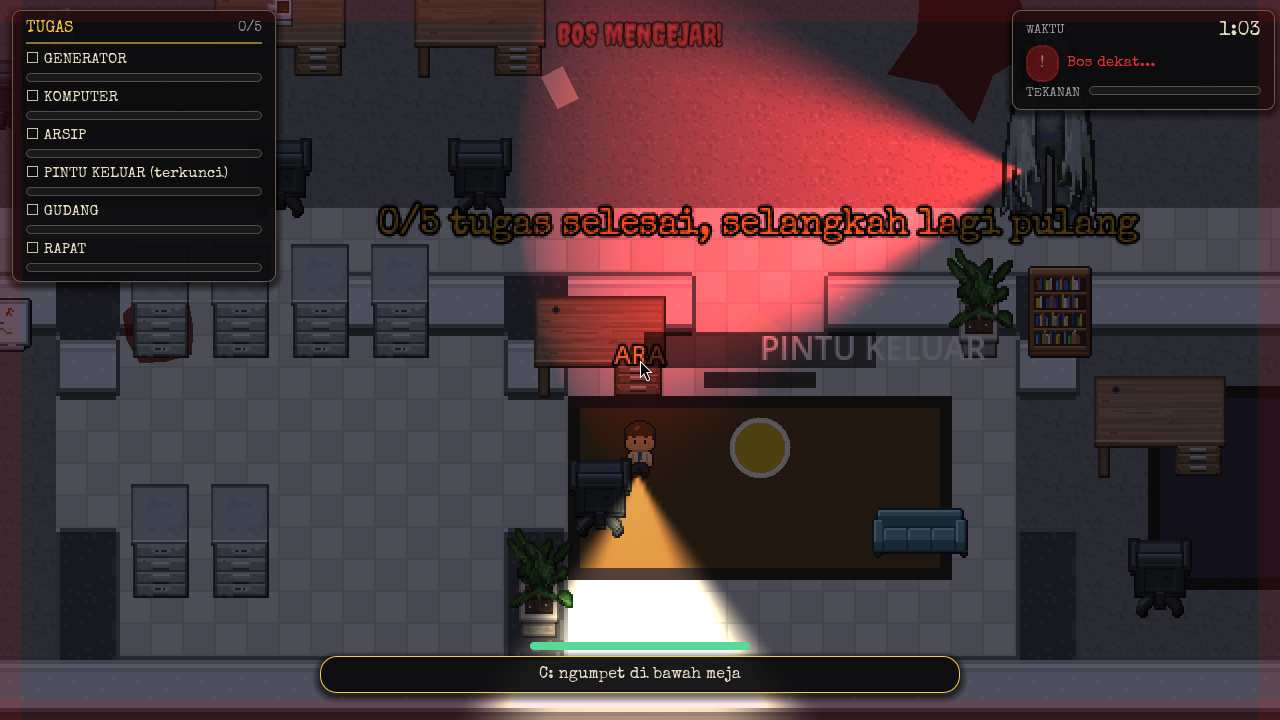 TUGAS 0/5
GENERATOR
KOMPUTER
ARSIP
PINTU KELUAR (terkunci)
GUDANG
RAPAT
BOS MENGEJAR!
WAKTU 1:03
! Bos dekat...
TEKANAN
0/5 tugas selesai, selangkah lagi pulang
ARA
PINTU KELUAR
C: ngumpet di bawah meja